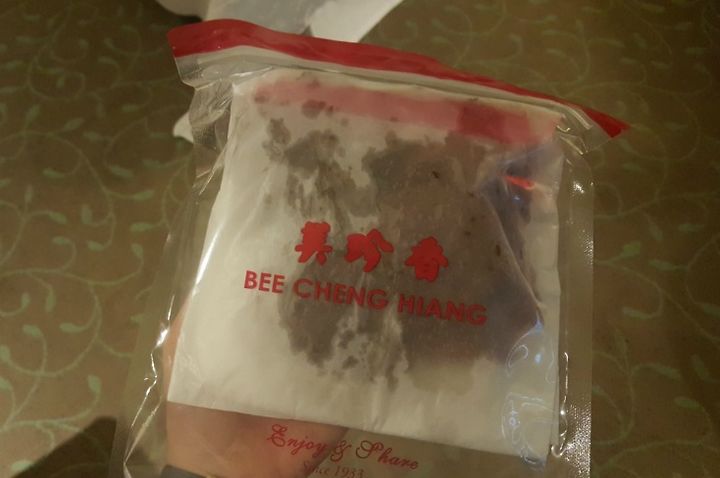 美珍香
BEE CHENG HIANG
Enjoy & Share
Since 1933